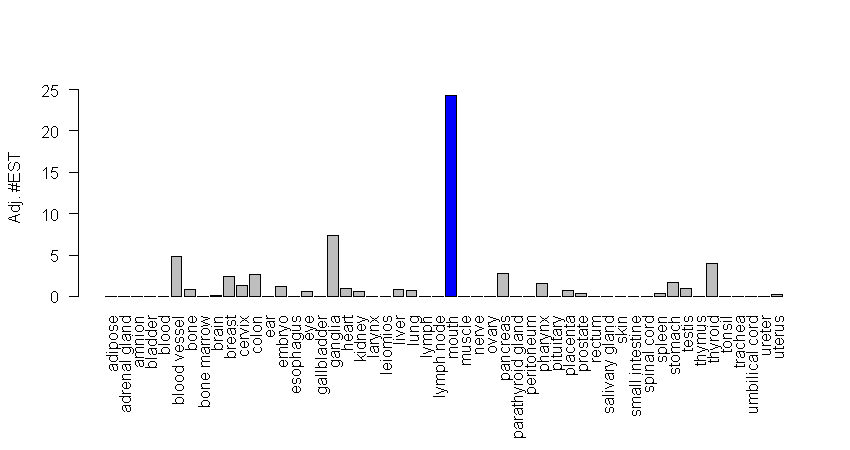 Adj. #EST
25
20
15
10
5
0
adipose
adrenal gland
amnion
bladder
blood
blood vessel
bone
bone marrow
brain
breast
cervix
colon
ear
embryo
esophagus
eye
gallbladder
ganglia
heart
kidney
larynx
leiomios
liver
lung
lymph
lymph node
mouth
muscle
nerve
ovary
pancreas
parathyroid gland
peritoneum
pharynx
pituitary
placenta
prostate
rectum
salivary gland
skin
small intestine
spinal cord
spleen
stomach
testis
thymus
thyroid
tonsil
trachea
umbilical cord
ureter
uterus